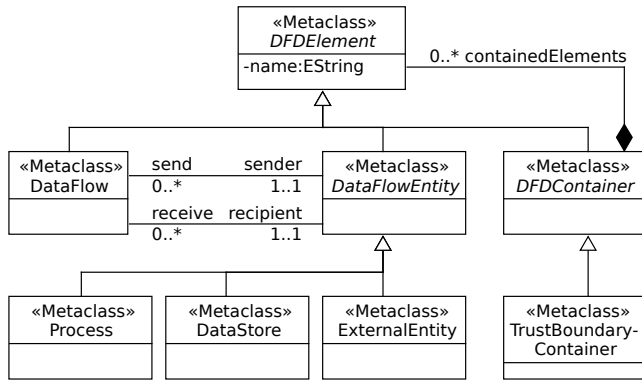 «Metaclass»
DFDElement
-name:EString
0..* containedElements
«Metaclass»
DataFlow
send sender
0..* 1..1
receive recipient
0..* 1..1
«Metaclass»
DataFlowEntity
«Metaclass»
DFDContainer
«Metaclass»
Process
«Metaclass»
DataStore
«Metaclass»
ExternalEntity
«Metaclass»
TrustBoundary-
Container